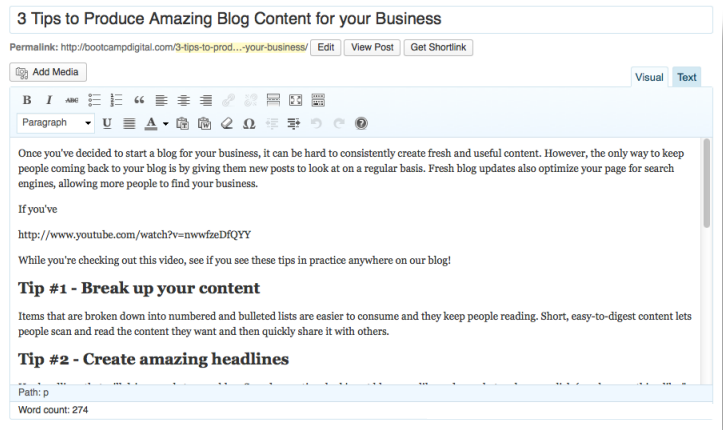 3 Tips to Produce Amazing Blog Content for your Business
Permalink: http://bootcampdigital.com/3-tips-to-prod…-your-business/ Edit View Post Get Shortlink
Add Media
Visual Text
B I ABC
Paragraph U A Ω
Once you've decided to start a blog for your business, it can be hard to consistently create fresh and useful content. However, the only way to keep
people coming back to your blog is by giving them new posts to look at on a regular basis. Fresh blog updates also optimize your page for search
engines, allowing more people to find your business.
If you've
http://www.youtube.com/watch?v=nwwfzeDfQYY
While you're checking out this video, see if you see these tips in practice anywhere on our blog!
Tip #1 - Break up your content
Items that are broken down into numbered and bulleted lists are easier to consume and they keep people reading. Short, easy-to-digest content lets
people scan and read the content they want and then quickly share it with others.
Tip #2 - Create amazing headlines
Path: p
Word count: 274